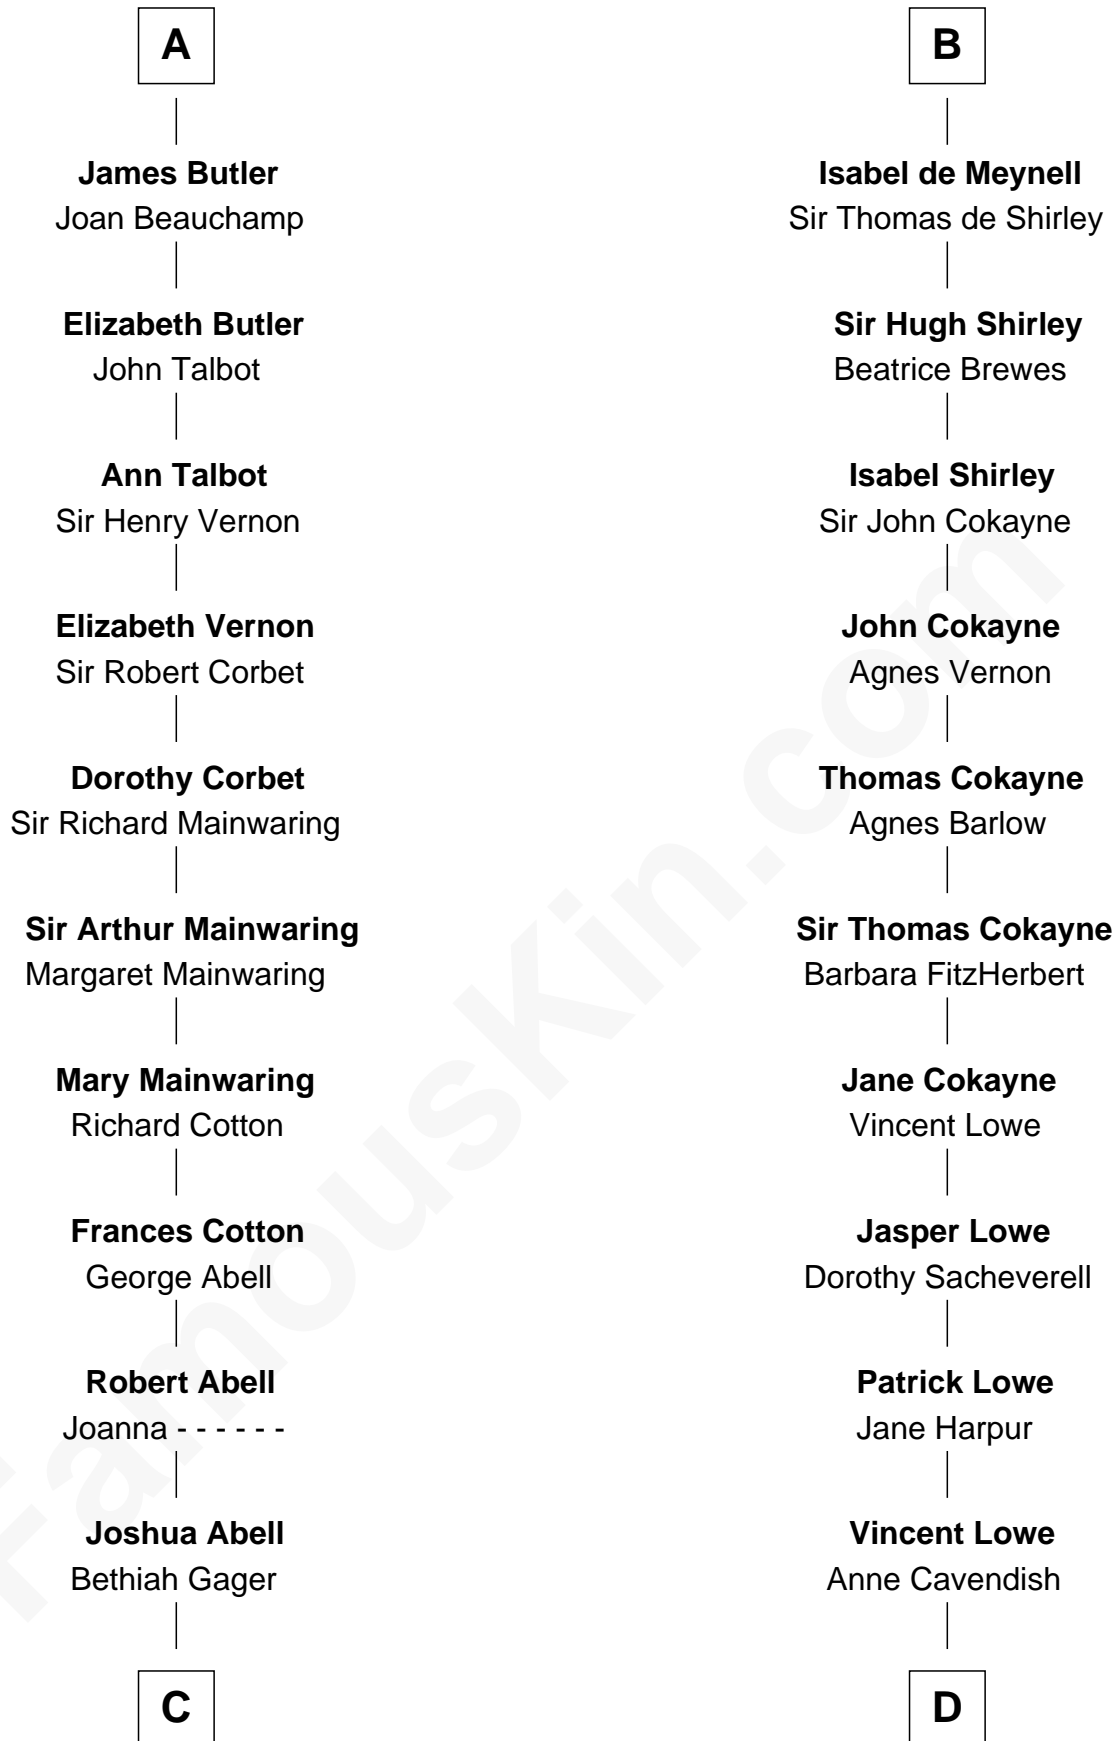 A
James Butler
Joan Beauchamp
Elizabeth Butler
John Talbot
Ann Talbot
Sir Henry Vernon
Elizabeth Vernon
Sir Robert Corbet
Dorothy Corbet
Sir Richard Mainwaring
Sir Arthur Mainwaring
Margaret Mainwaring
Mary Mainwaring
Richard Cotton
Frances Cotton
George Abell
Robert Abell
Joanna - - - - - -
Joshua Abell
Bethiah Gager
C
B
Isabel de Meynell
Sir Thomas de Shirley
Sir Hugh Shirley
Beatrice Brewes
Isabel Shirley
Sir John Cokayne
John Cokayne
Agnes Vernon
Thomas Cokayne
Agnes Barlow
Sir Thomas Cokayne
Barbara FitzHerbert
Jane Cokayne
Vincent Lowe
Jasper Lowe
Dorothy Sacheverell
Patrick Lowe
Jane Harpur
Vincent Lowe
Anne Cavendish
D
FamousKin.com